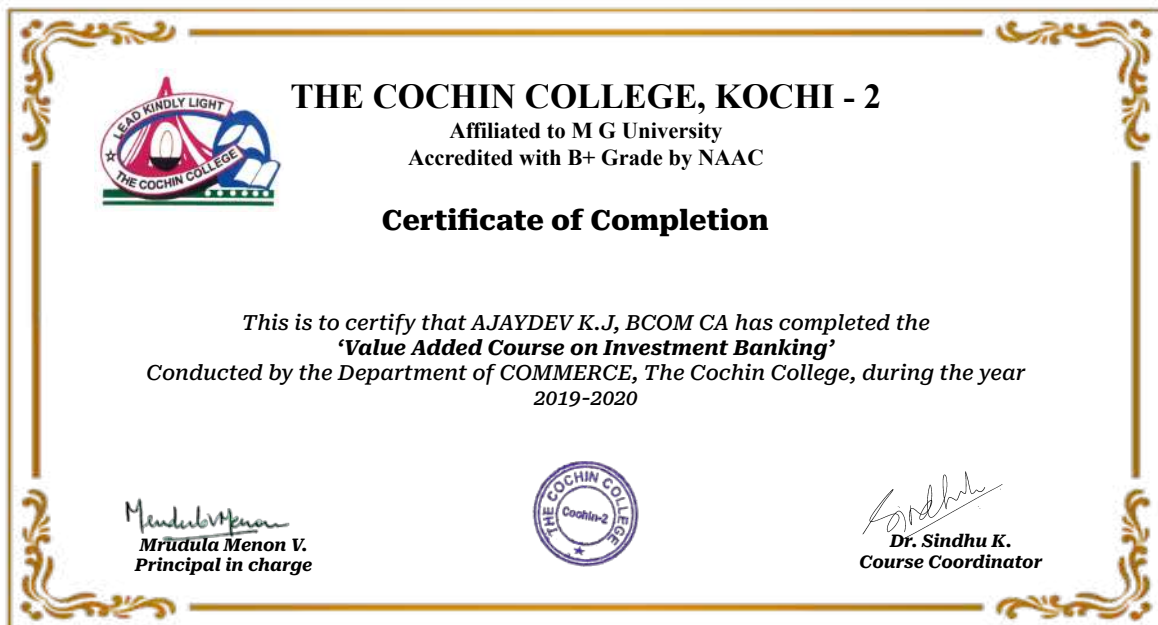 LEAD KINDLY LIGHT
THE COCHIN COLLEGE
THE COCHIN COLLEGE, KOCHI - 2
Affiliated to M G University
Accredited with B+ Grade by NAAC
Certificate of Completion
This is to certify that AJAYDEV K.J, BCOM CA has completed the
‘Value Added Course on Investment Banking’
Conducted by the Department of COMMERCE, The Cochin College, during the year
2019-2020
THE COCHIN COLLEGE
Cochin-2
Mrudula Menon V.
Principal in charge
Sindhu
Dr. Sindhu K.
Course Coordinator